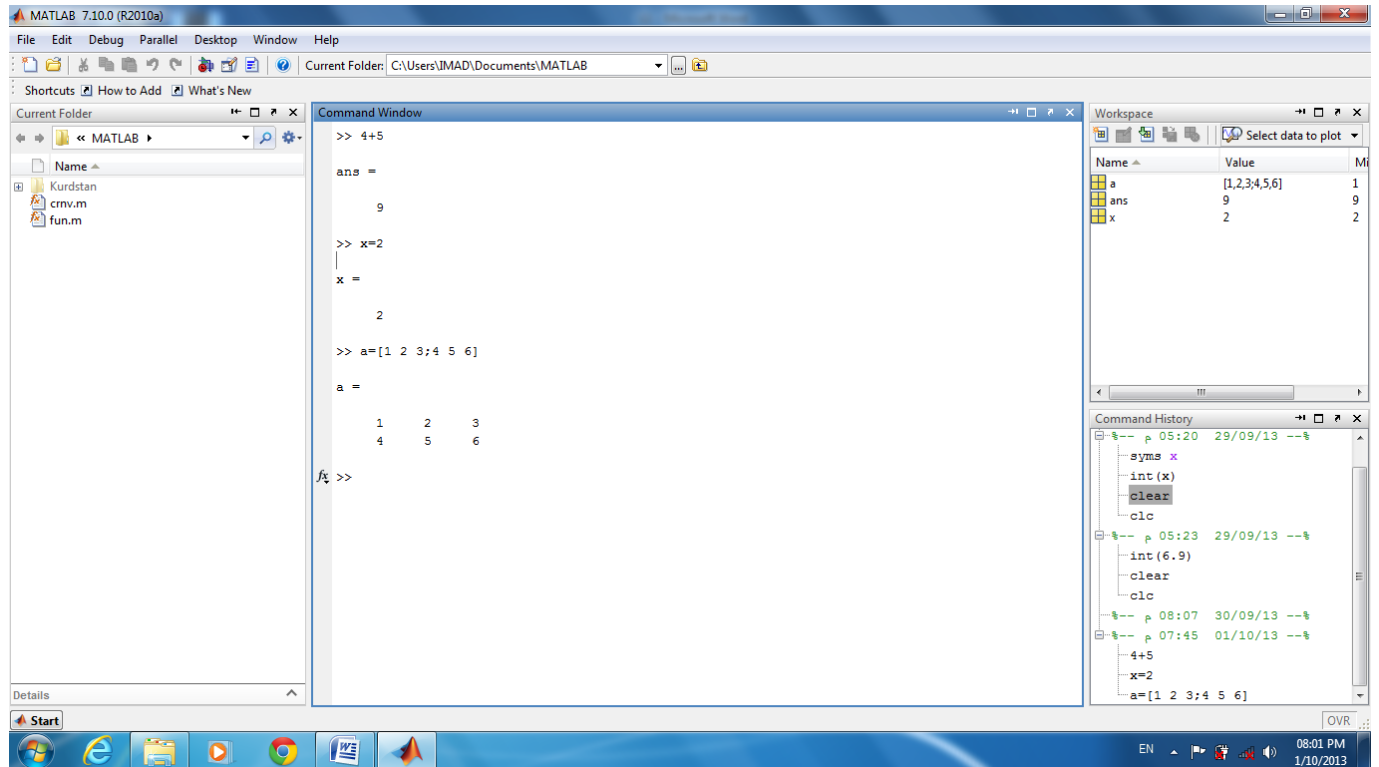 MATLAB 7.10.0 (R2010a)
File Edit Debug Parallel Desktop Window Help
Current Folder: C:\Users\IMAD\Documents\MATLAB
Shortcuts How to Add What's New
Current Folder
« MATLAB
Name
Kurdstan
crnv.m
fun.m
Details
Command Window
>> 4+5
ans =
9
>> x=2
x =
2
>> a=[1 2 3;4 5 6]
a =
1 2 3
4 5 6
fx >>
Workspace
Select data to plot
Name Value Mi
a [1,2,3;4,5,6] 1
ans 9 9
x 2 2
Command History
%-- م 05:20 29/09/13 --%
syms x
int(x)
clear
clc
%-- م 05:23 29/09/13 --%
int(6.9)
clear
clc
%-- م 08:07 30/09/13 --%
%-- م 07:45 01/10/13 --%
4+5
x=2
a=[1 2 3;4 5 6]
Start
OVR
EN
08:01 PM
1/10/2013